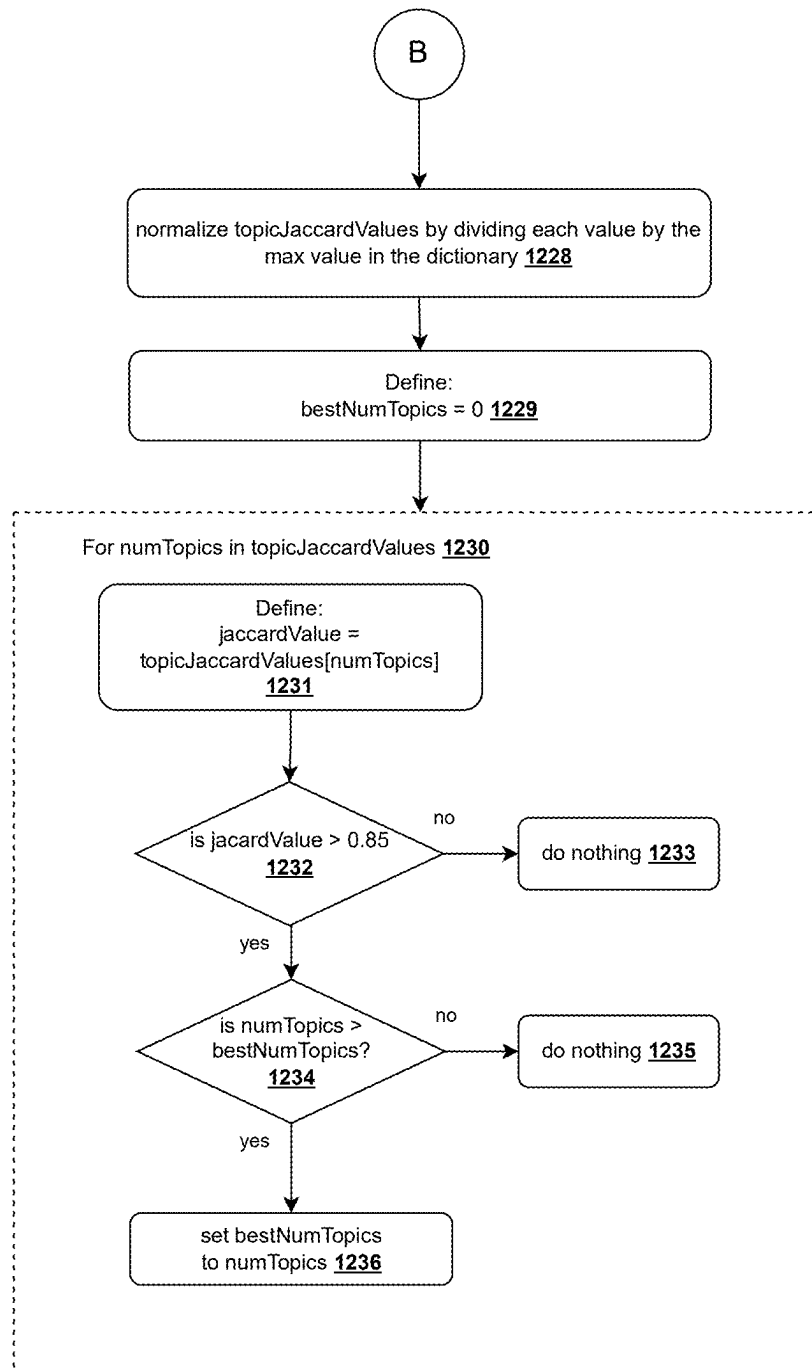 B
normalize topicJaccardValues by dividing each value by the
max value in the dictionary 1228
Define:
bestNumTopics = 0 1229
For numTopics in topicJaccardValues 1230
Define:
jaccardValue =
topicJaccardValues[numTopics]
1231
is jacardValue > 0.85
1232
no
do nothing 1233
yes
is numTopics >
bestNumTopics?
1234
no
do nothing 1235
yes
set bestNumTopics
to numTopics 1236